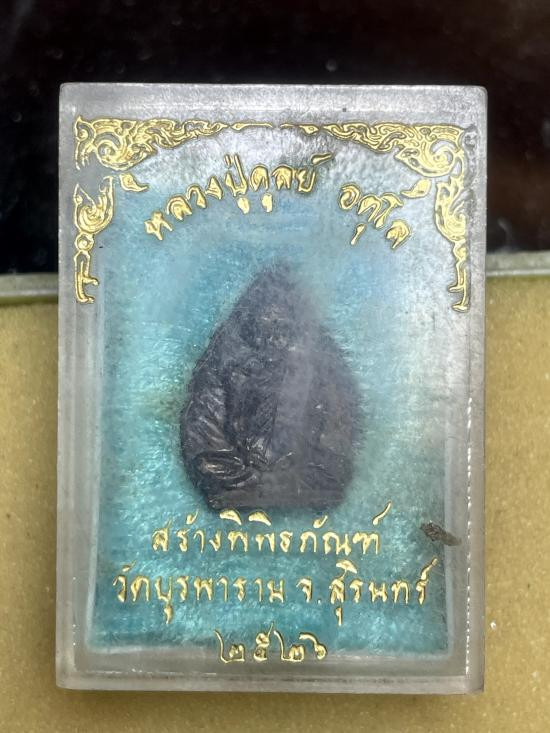 หลวงปู่ดุลย์ อตุโล
สร้างพิพิธภัณฑ์
วัดบูรพาราม จ.สุรินทร์
๒๕๒๖